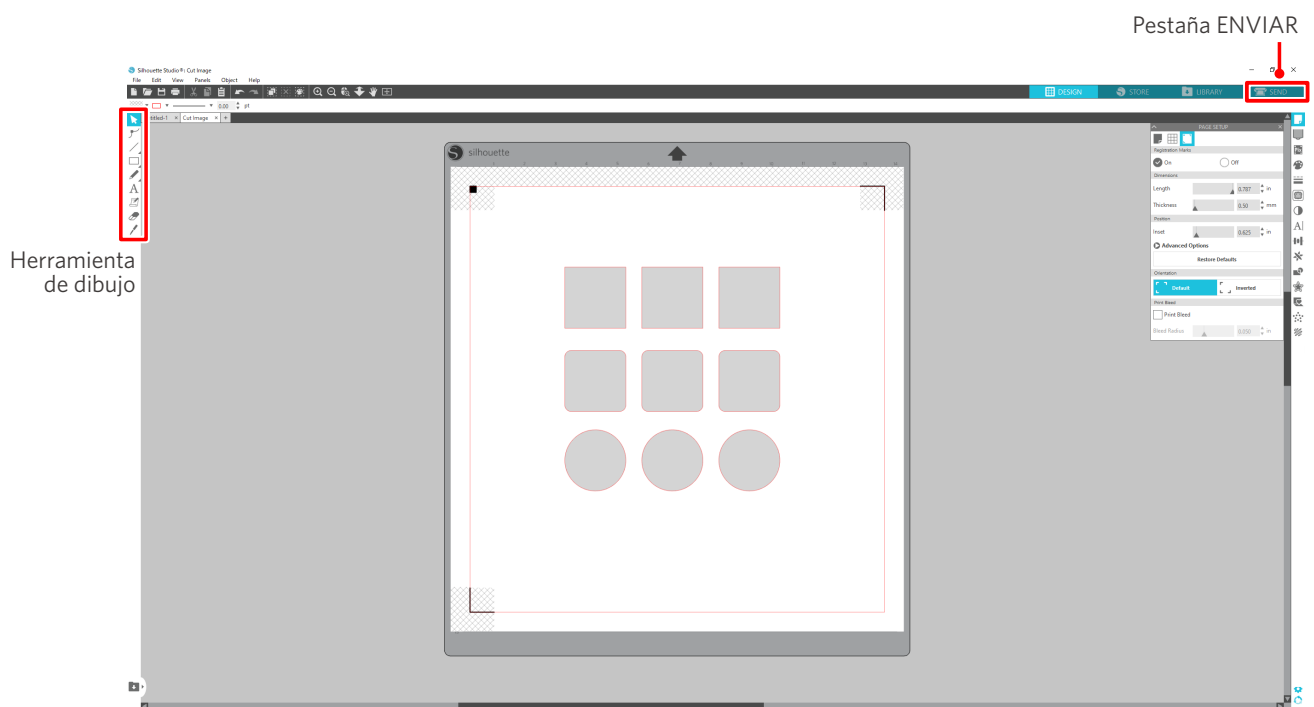 Pestaña ENVIAR
Silhouette Studio®: Cut Image
File Edit View Panels Object Help
DESIGN STORE LIBRARY SEND
0.00 pt
titled-1 × Cut Image × +
PAGE SETUP
silhouette
Registration Marks
On Off
Dimensions
Length 0.787 in
Thickness 0.50 mm
Position
Inset 0.625 in
Advanced Options
Restore Defaults
Orientation
Default Inverted
Print Bleed
Print Bleed
Bleed Radius 0.050 in
Herramienta
de dibujo